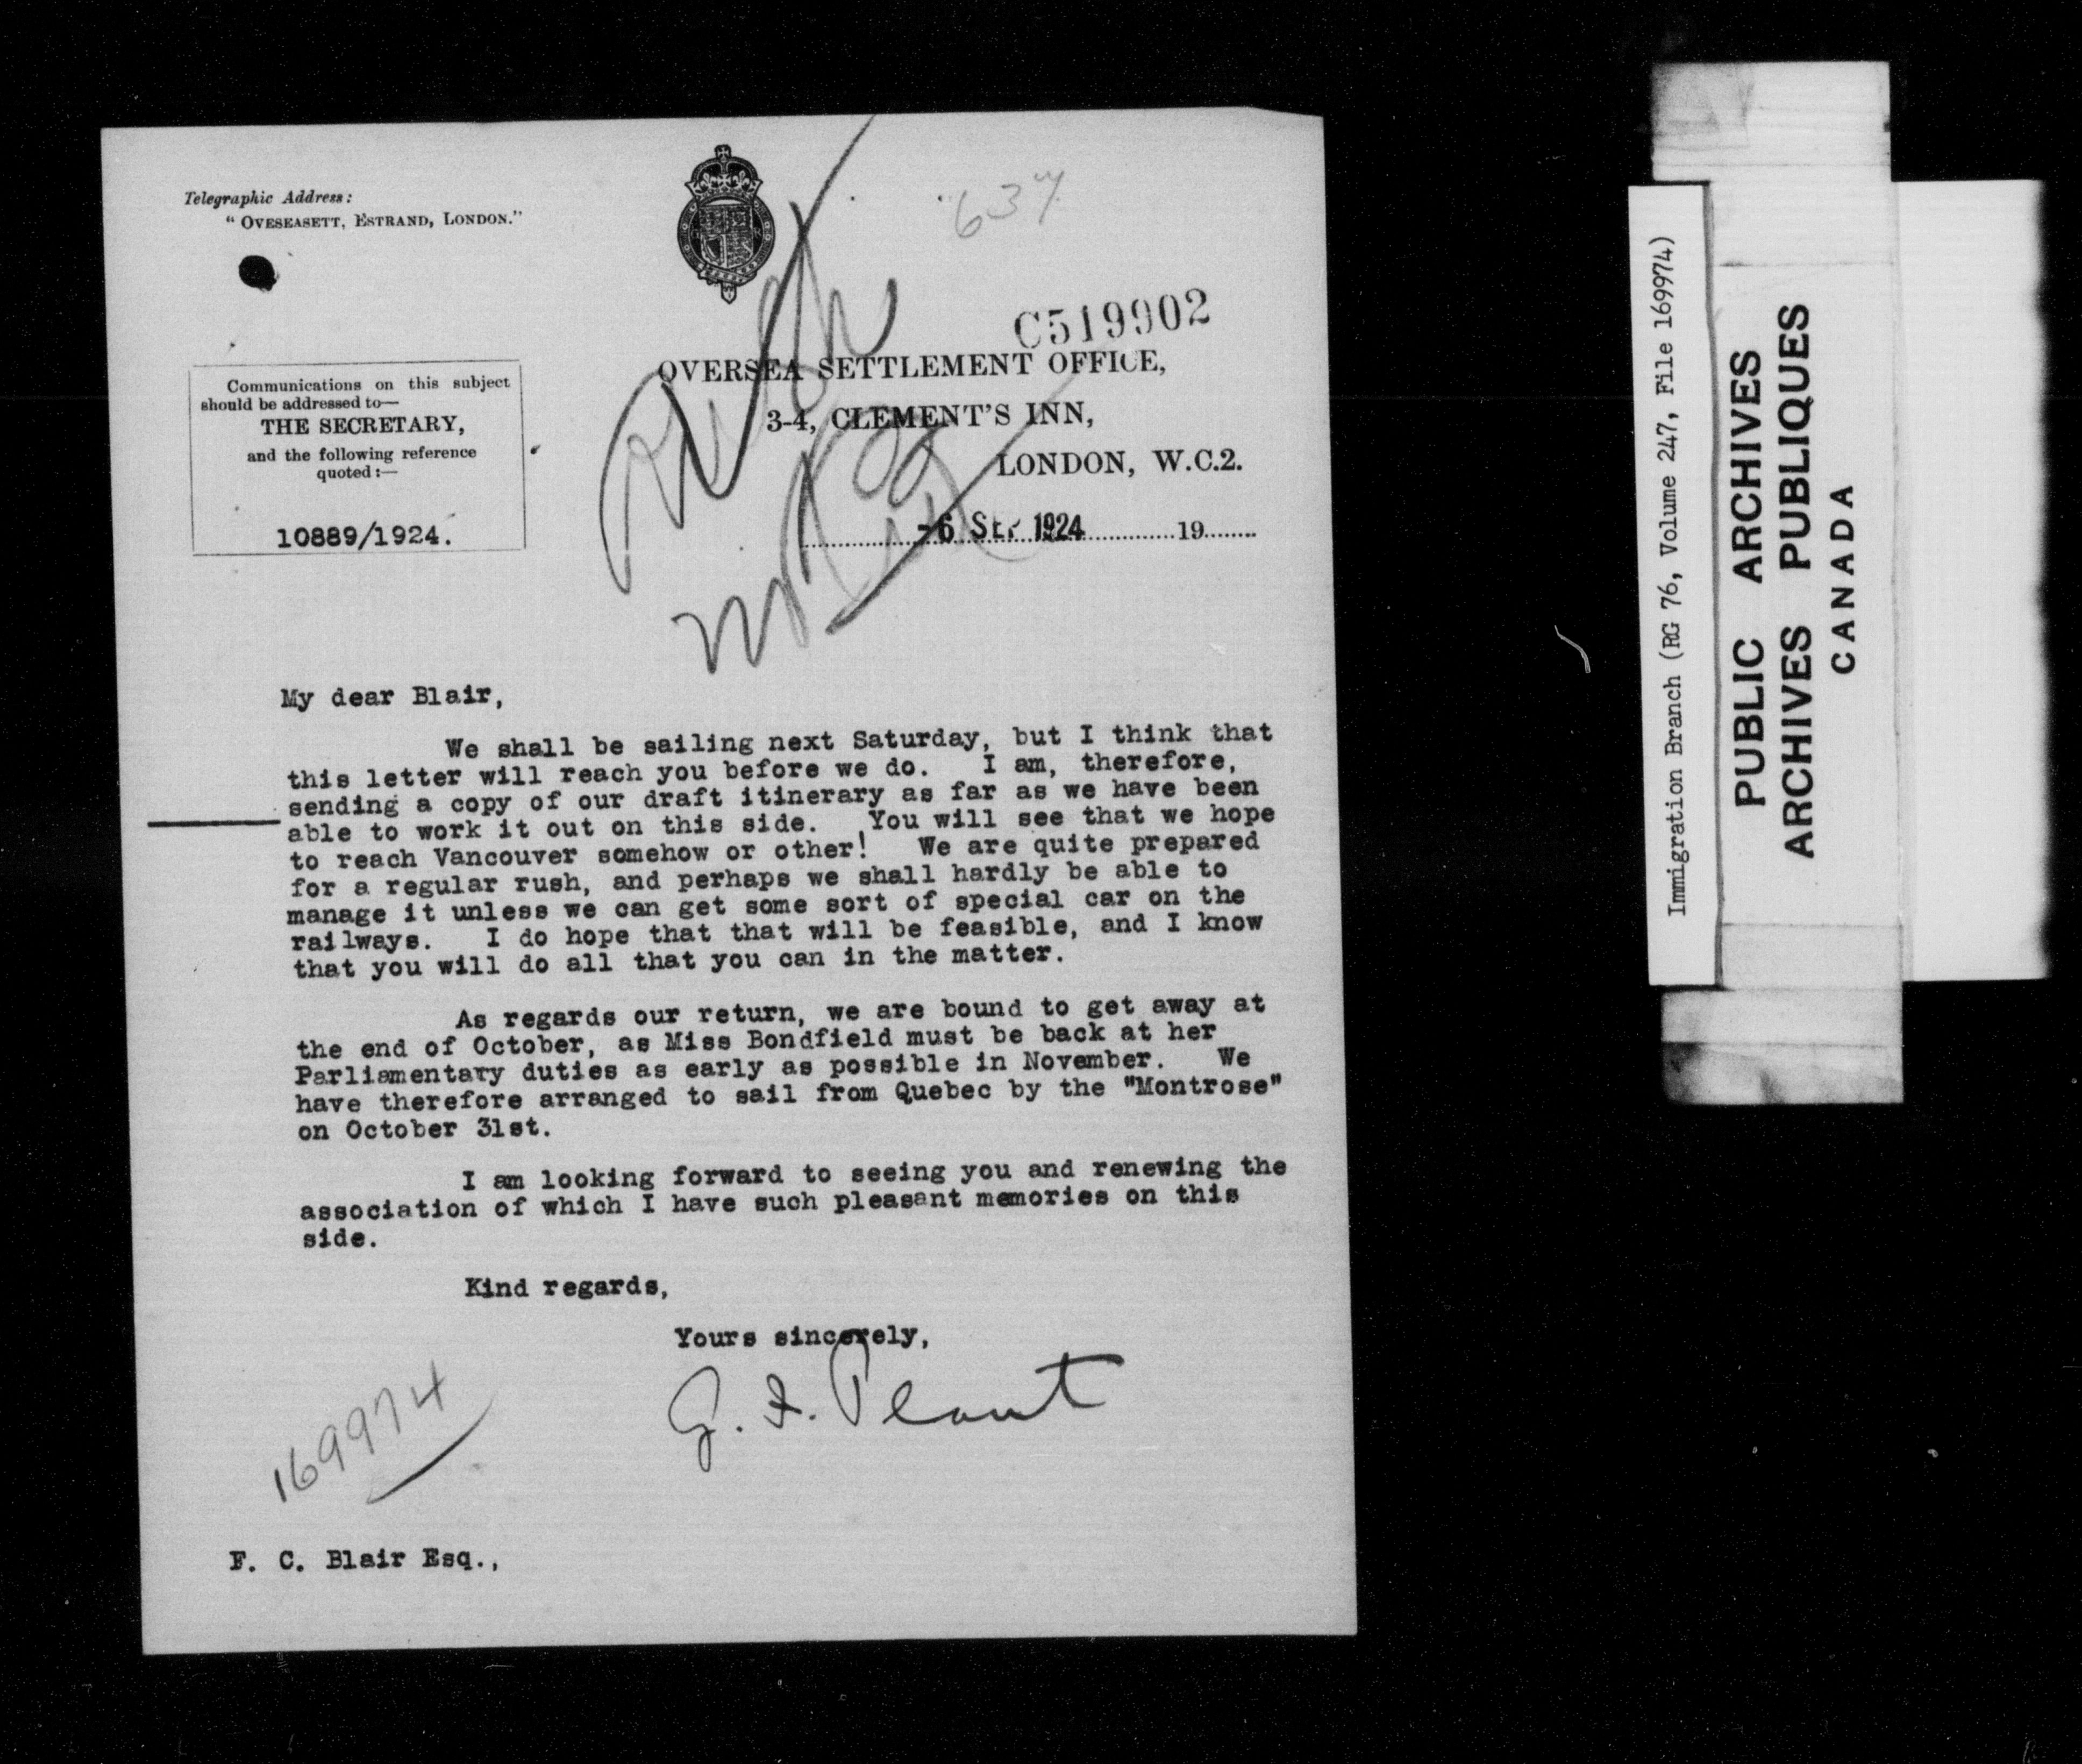 Telegraphic Address:
"OVESEASETT, ESTRAND, LONDON."
637
C519902
OVERSEA SETTLEMENT OFFICE,
3-4, CLEMENT'S INN,
LONDON, W.C.2.
-6 SEP 1924 19
Communications on this subject
should be addressed to—
THE SECRETARY,
and the following reference
quoted:—
10889/1924.
My dear Blair,
We shall be sailing next Saturday, but I think that
this letter will reach you before we do. I am, therefore,
sending a copy of our draft itinerary as far as we have been
able to work it out on this side. You will see that we hope
to reach Vancouver somehow or other! We are quite prepared
for a regular rush, and perhaps we shall hardly be able to
manage it unless we can get some sort of special car on the
railways. I do hope that that will be feasible, and I know
that you will do all that you can in the matter.
As regards our return, we are bound to get away at
the end of October, as Miss Bondfield must be back at her
Parliamentary duties as early as possible in November. We
have therefore arranged to sail from Quebec by the "Montrose"
on October 31st.
I am looking forward to seeing you and renewing the
association of which I have such pleasant memories on this
side.
Kind regards,
Yours sincerely,
G. F. Plant
169974
F. C. Blair Esq.,
Immigration Branch (RG 76, Volume 247, File 169974)
PUBLIC ARCHIVES
ARCHIVES PUBLIQUES
CANADA